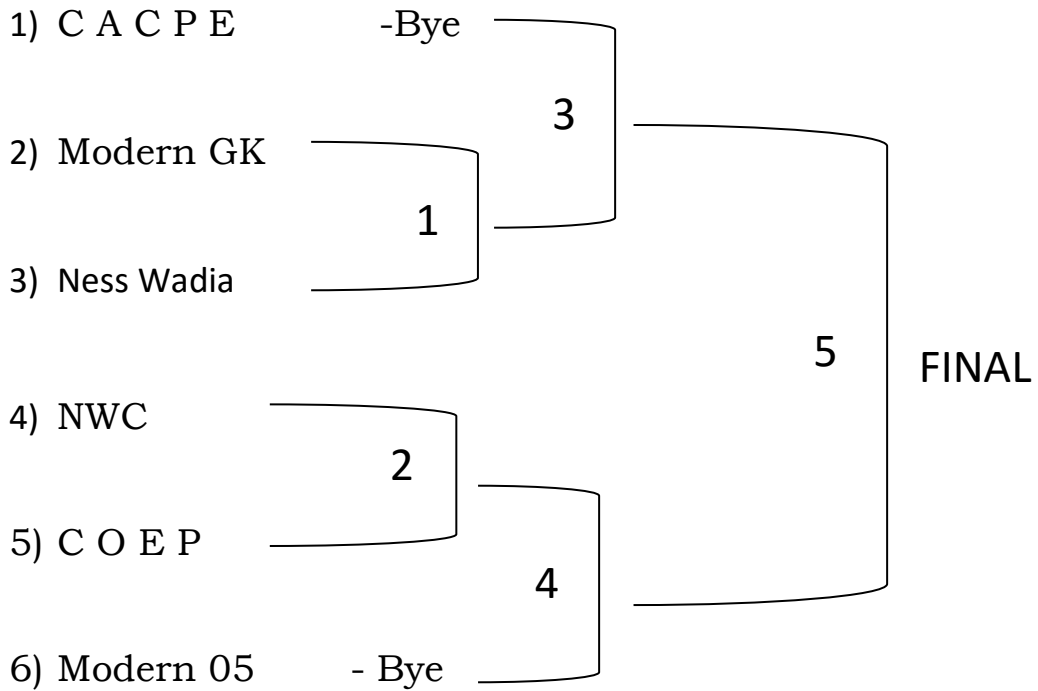 1) C A C P E -Bye
3
2) Modern GK
1
3) Ness Wadia
5
FINAL
4) NWC
2
5) C O E P
4
6) Modern 05 - Bye